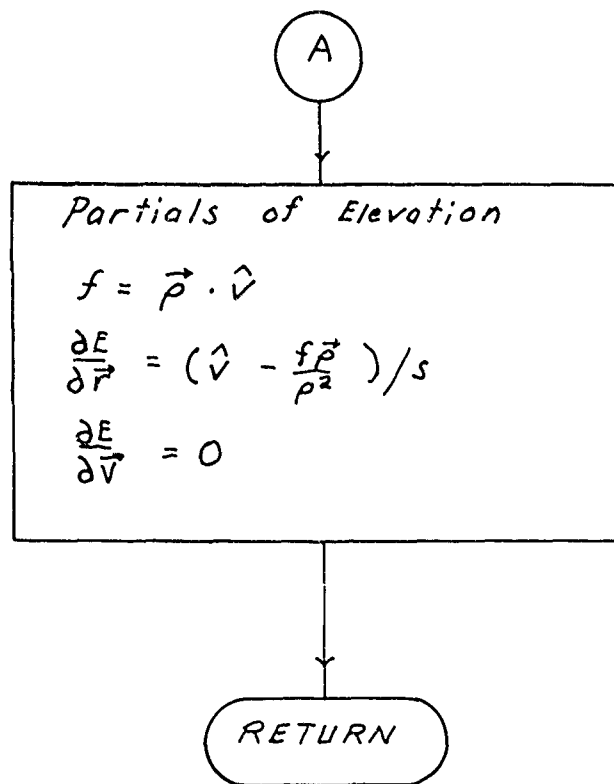 A
Partials of Elevation
f = ρ⃗ · v̂
∂E/∂r⃗ = (v̂ - fρ⃗/ρ²)/s
∂E/∂v⃗ = 0
RETURN